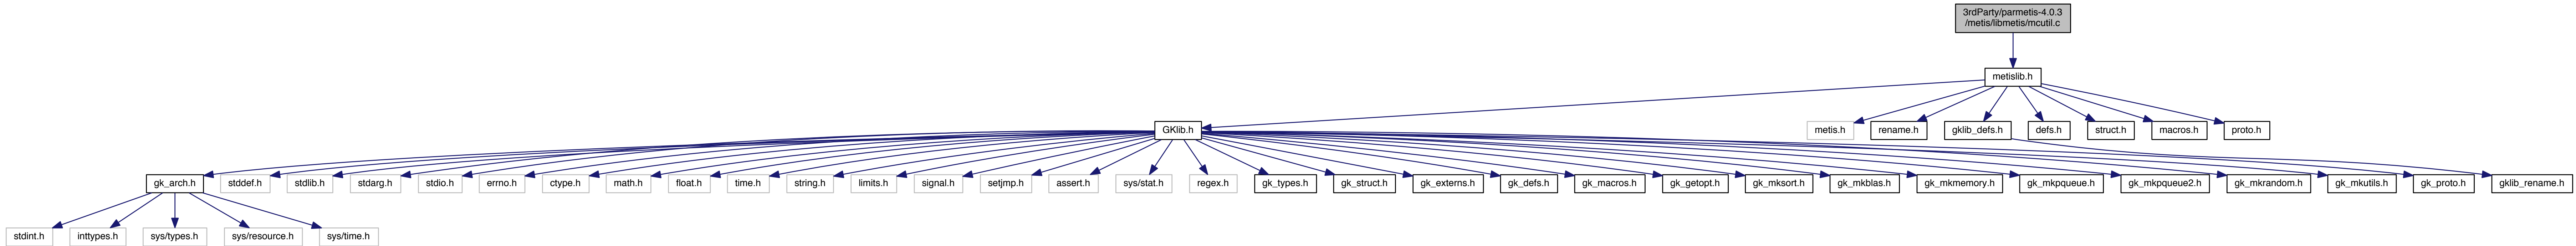 3rdParty/parmetis-4.0.3
/metis/libmetis/mcutil.c
metislib.h
GKlib.h
metis.h
rename.h
gklib_defs.h
defs.h
struct.h
macros.h
proto.h
gk_arch.h
stddef.h
stdlib.h
stdarg.h
stdio.h
errno.h
ctype.h
math.h
float.h
time.h
string.h
limits.h
signal.h
setjmp.h
assert.h
sys/stat.h
regex.h
gk_types.h
gk_struct.h
gk_externs.h
gk_defs.h
gk_macros.h
gk_getopt.h
gk_mksort.h
gk_mkblas.h
gk_mkmemory.h
gk_mkpqueue.h
gk_mkpqueue2.h
gk_mkrandom.h
gk_mkutils.h
gk_proto.h
gklib_rename.h
stdint.h
inttypes.h
sys/types.h
sys/resource.h
sys/time.h